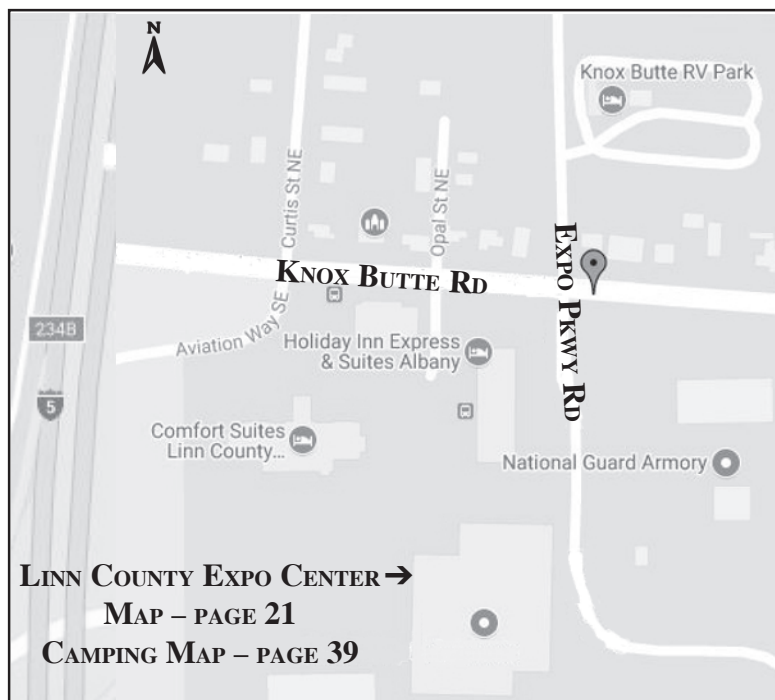 N
Knox Butte RV Park
Curtis St NE
Opal St NE
KNOX BUTTE RD
EXPO PKWY RD
Aviation Way SE
234B
5
Holiday Inn Express
& Suites Albany
Comfort Suites
Linn County...
National Guard Armory
LINN COUNTY EXPO CENTER →
MAP – PAGE 21
CAMPING MAP – PAGE 39